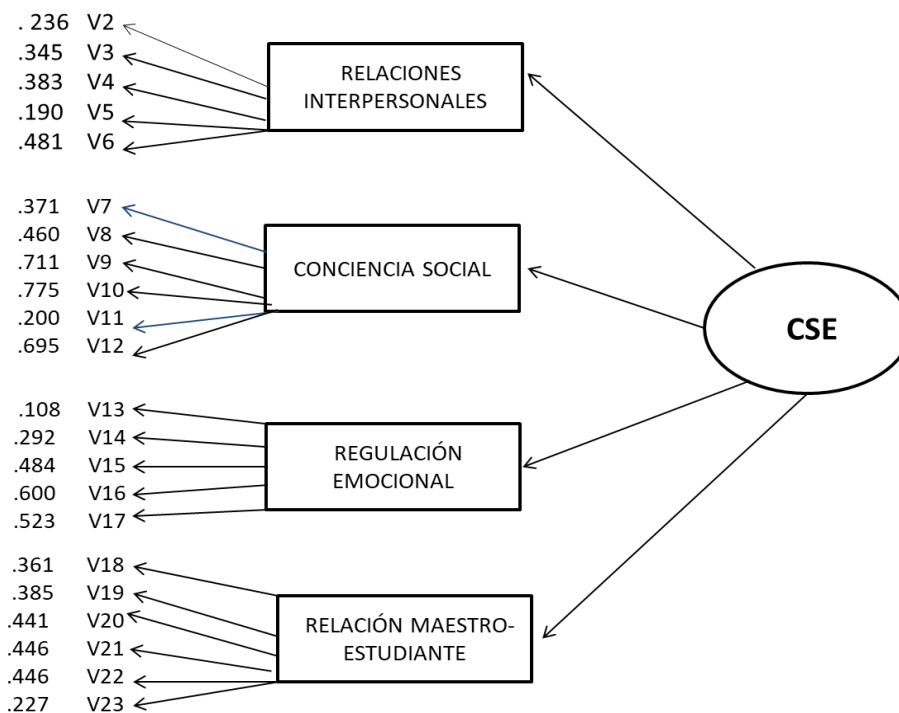 . 236 V2
.345 V3
.383 V4
.190 V5
.481 V6
RELACIONES
INTERPERSONALES
.371 V7
.460 V8
.711 V9
.775 V10
.200 V11
.695 V12
CONCIENCIA SOCIAL
CSE
.108 V13
.292 V14
.484 V15
.600 V16
.523 V17
REGULACIÓN
EMOCIONAL
.361 V18
.385 V19
.441 V20
.446 V21
.446 V22
.227 V23
RELACIÓN MAESTRO-
ESTUDIANTE